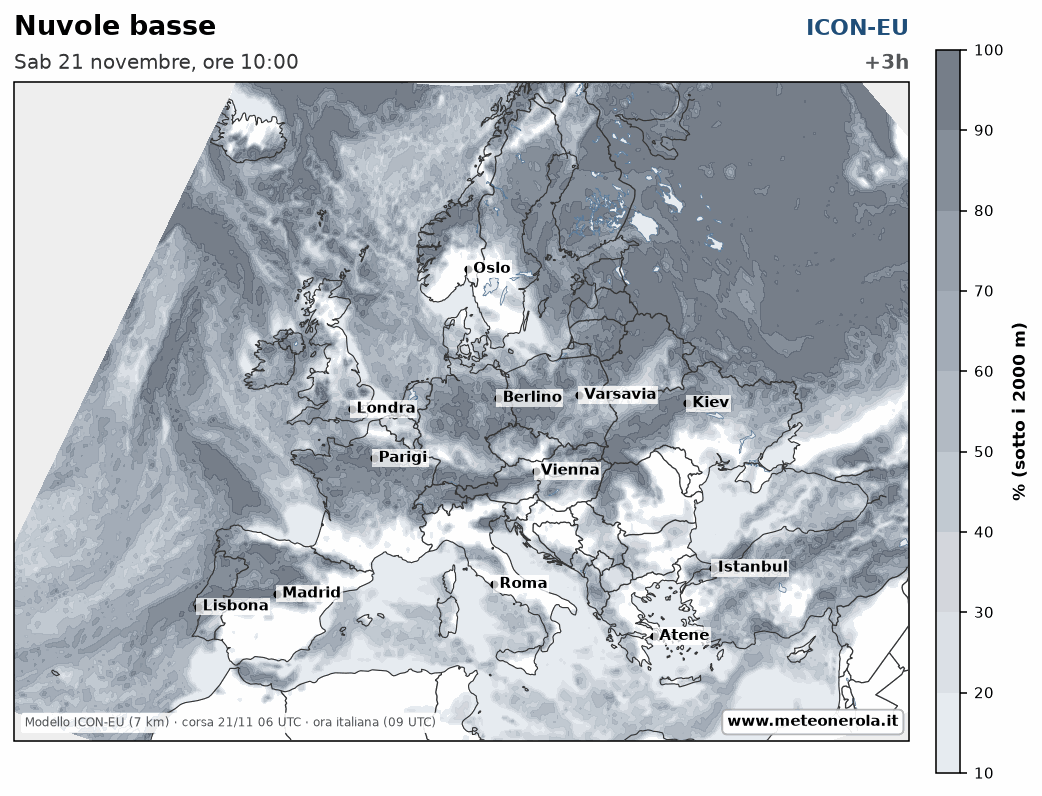 Nuvole basse
ICON-EU
Sab 21 novembre, ore 10:00
+3h
Oslo
Berlino
Varsavia
Kiev
Londra
Parigi
Vienna
Istanbul
Roma
Madrid
Lisbona
Atene
Modello ICON-EU (7 km) · corsa 21/11 06 UTC · ora italiana (09 UTC)
www.meteonerola.it
100
90
80
70
60
50
40
30
20
10
% (sotto i 2000 m)